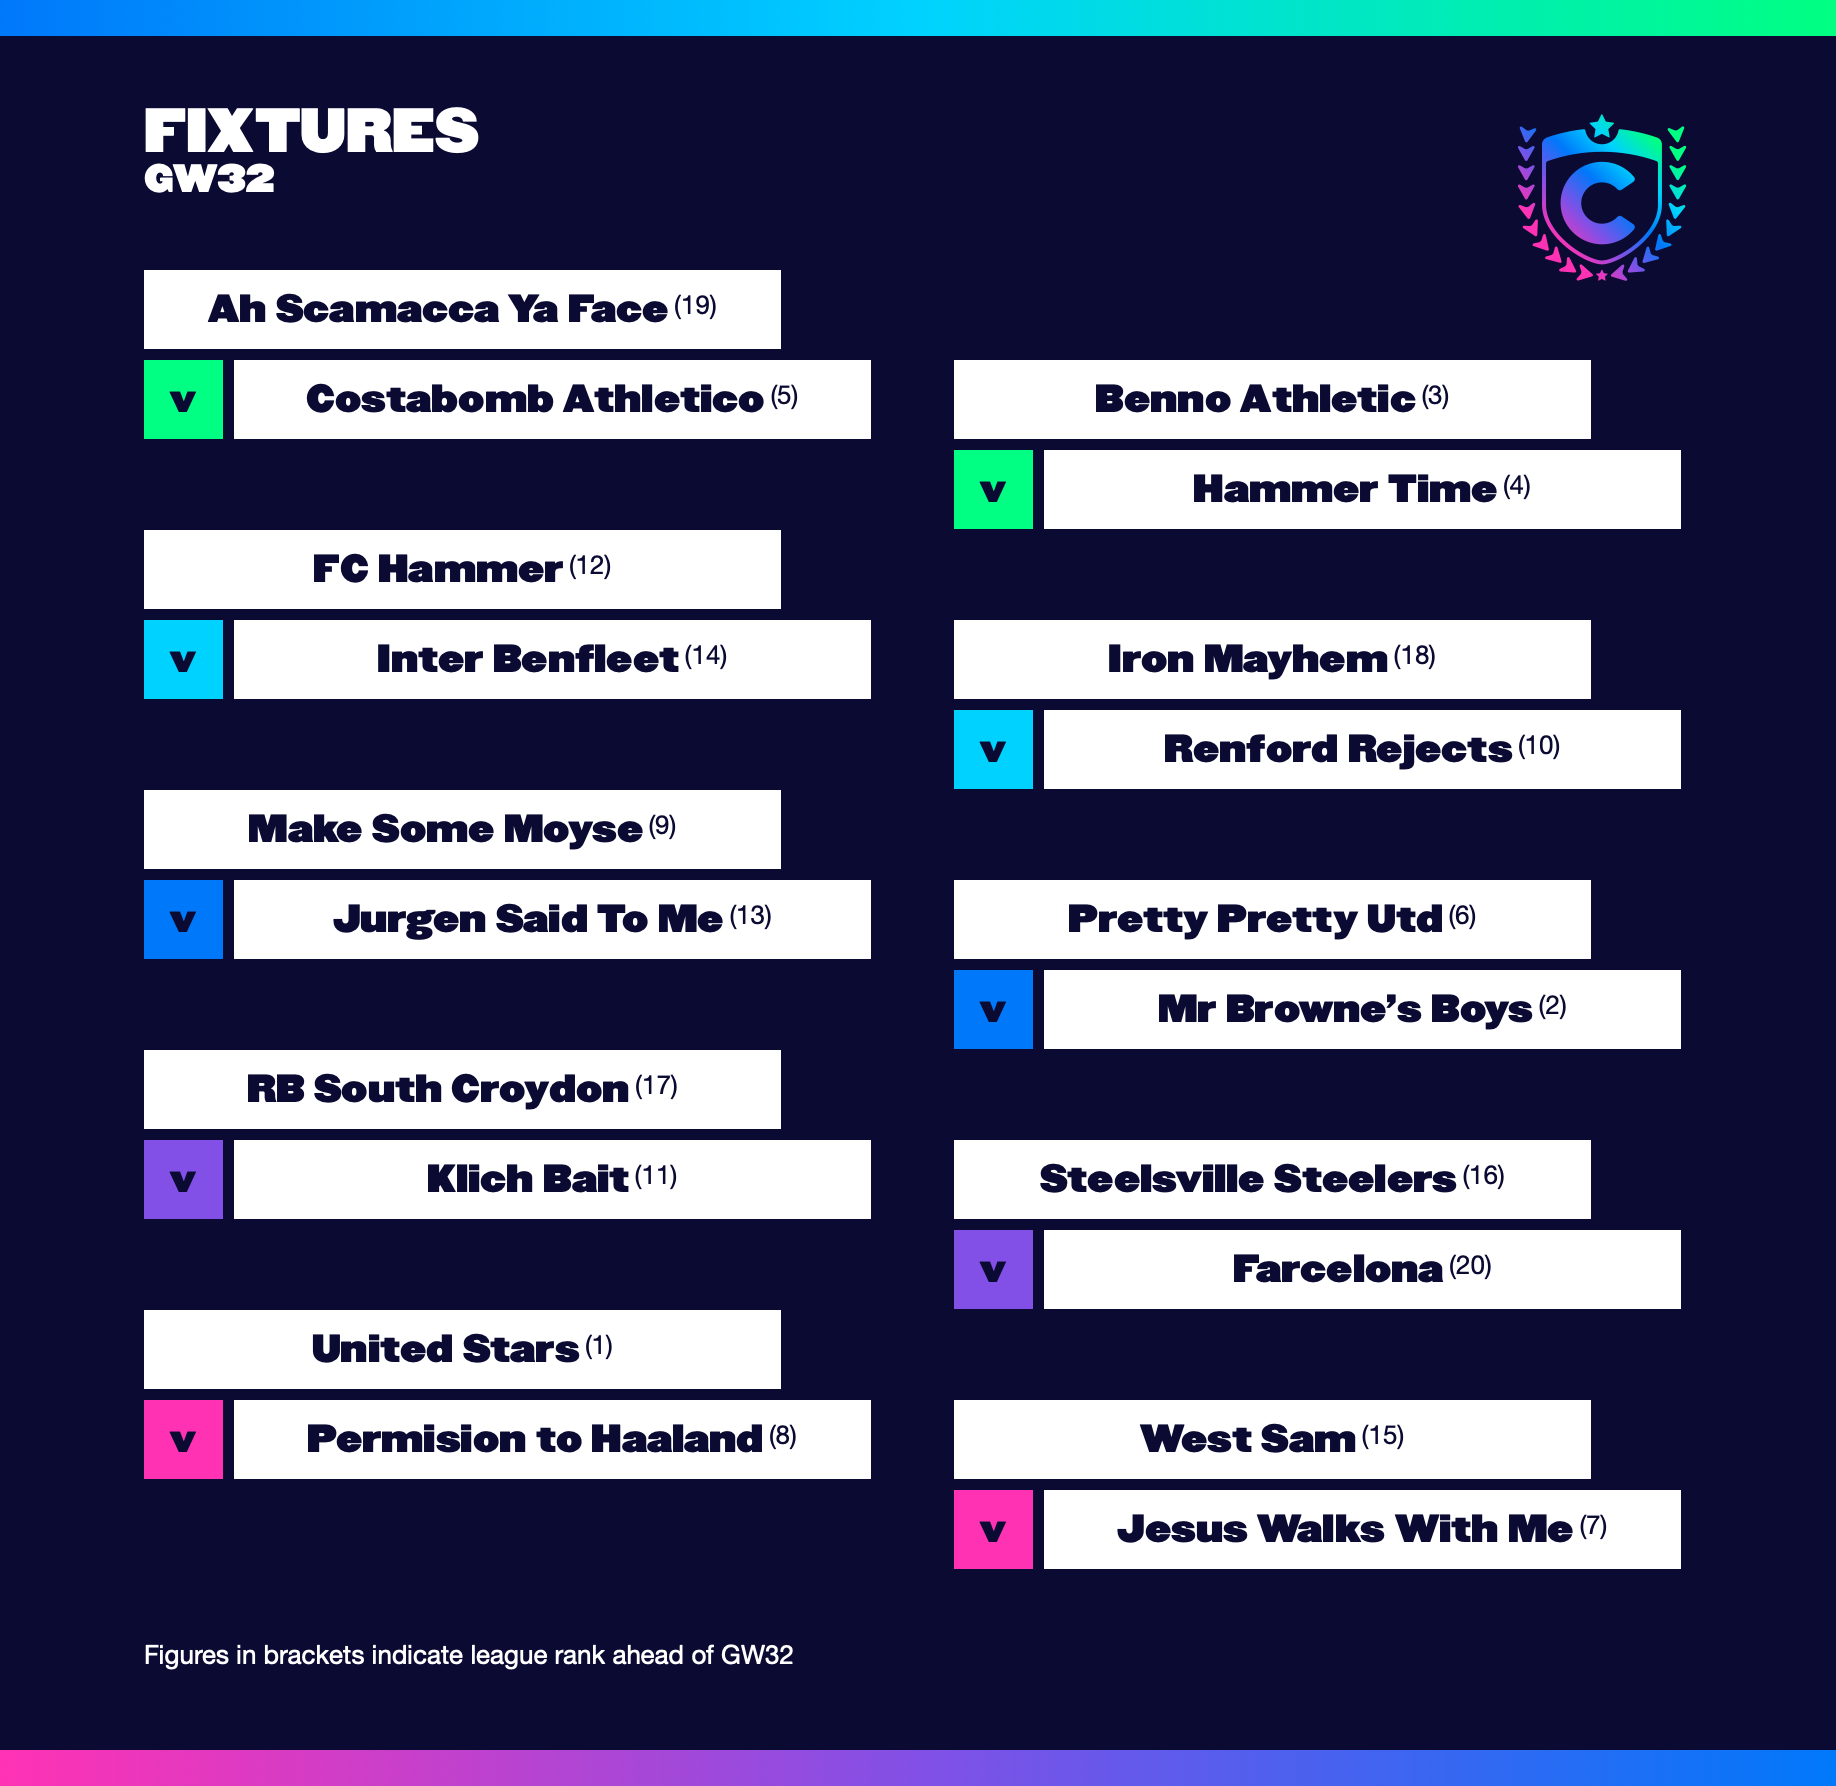 FIXTURES
GW32
Ah Scamacca Ya Face (19)
v Costabomb Athletico (5)
Benno Athletic (3)
v Hammer Time (4)
FC Hammer (12)
v Inter Benfleet (14)
Iron Mayhem (18)
v Renford Rejects (10)
Make Some Moyse (9)
v Jurgen Said To Me (13)
Pretty Pretty Utd (6)
v Mr Browne’s Boys (2)
RB South Croydon (17)
v Klich Bait (11)
Steelsville Steelers (16)
v Farcelona (20)
United Stars (1)
v Permision to Haaland (8)
West Sam (15)
v Jesus Walks With Me (7)
Figures in brackets indicate league rank ahead of GW32
C